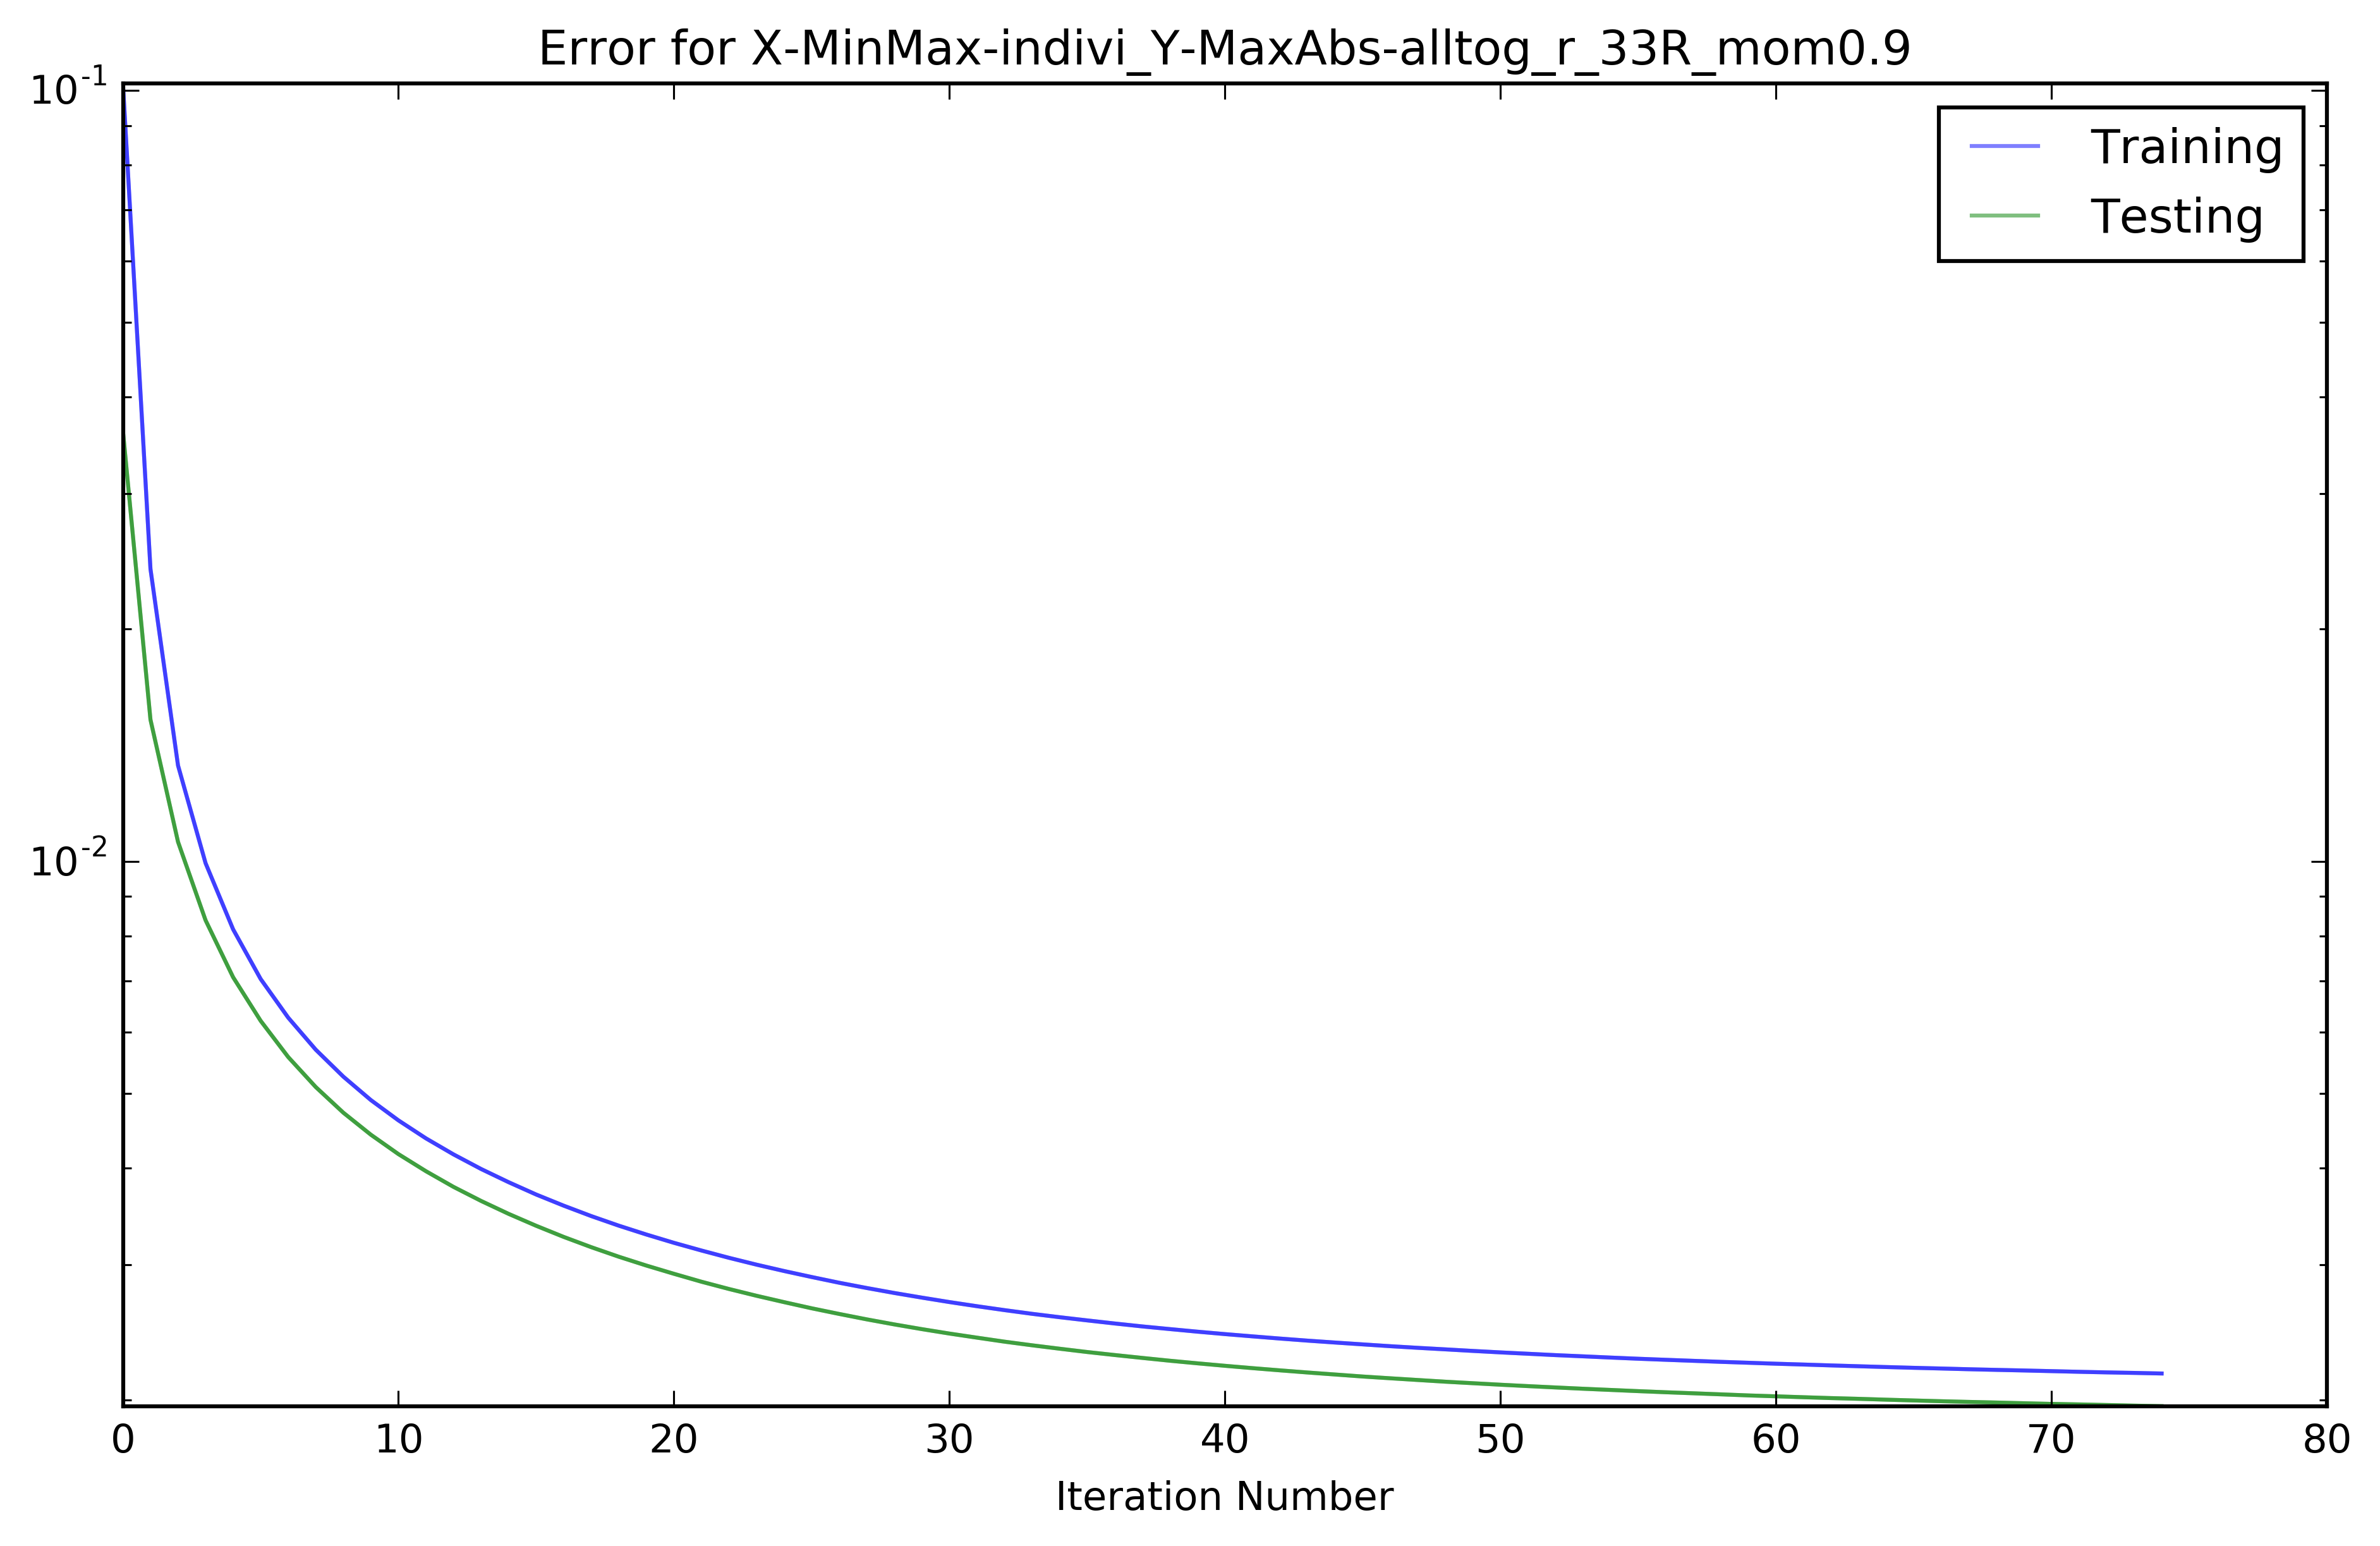 Error for X-MinMax-indivi_Y-MaxAbs-alltog_r_33R_mom0.9
10^-1
Training
Testing
10^-2
0 10 20 30 40 50 60 70 80
Iteration Number